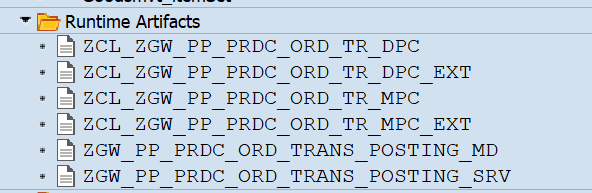 Runtime Artifacts
ZCL_ZGW_PP_PRDC_ORD_TR_DPC
ZCL_ZGW_PP_PRDC_ORD_TR_DPC_EXT
ZCL_ZGW_PP_PRDC_ORD_TR_MPC
ZCL_ZGW_PP_PRDC_ORD_TR_MPC_EXT
ZGW_PP_PRDC_ORD_TRANS_POSTING_MD
ZGW_PP_PRDC_ORD_TRANS_POSTING_SRV